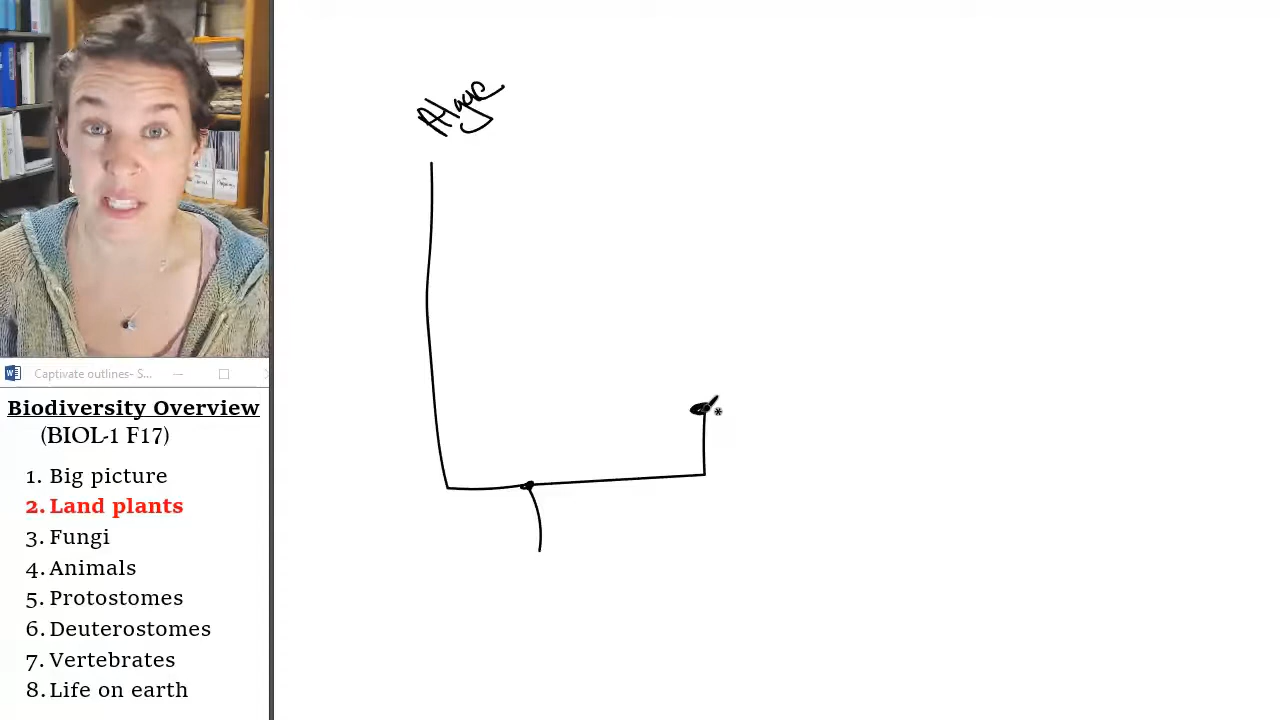 Algae
*
Captivate outlines- S...
Biodiversity Overview
(BIOL-1 F17)
1. Big picture
2. Land plants
3. Fungi
4. Animals
5. Protostomes
6. Deuterostomes
7. Vertebrates
8. Life on earth